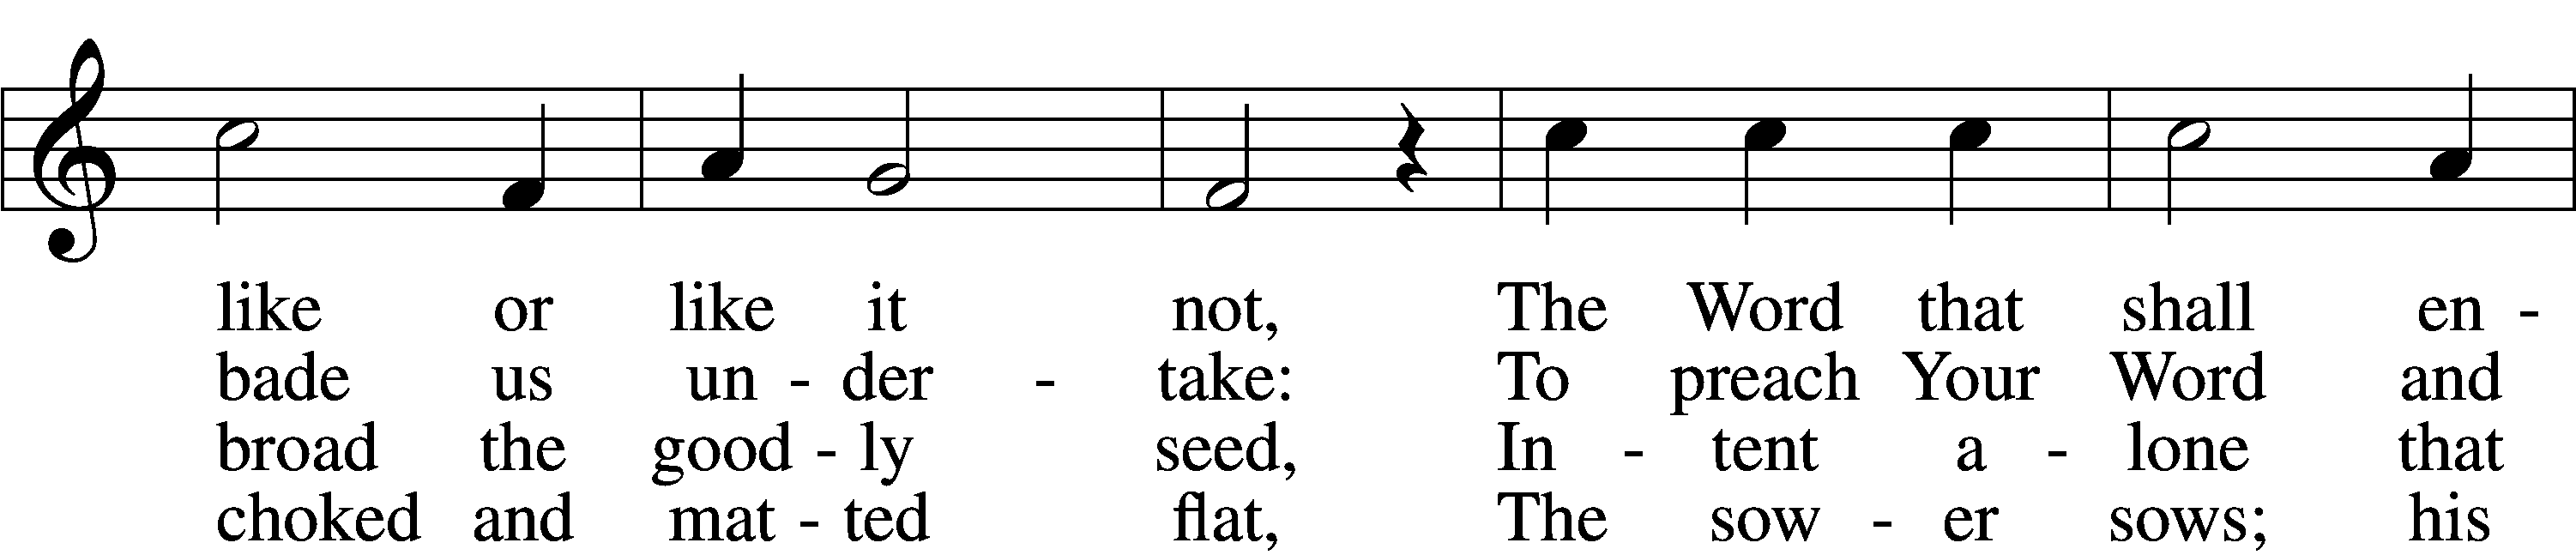 like or like it not, The Word that shall en -
bade us un - der - take: To preach Your Word and
broad the good - ly seed, In - tent a - lone that
choked and mat - ted flat, The sow - er sows; his